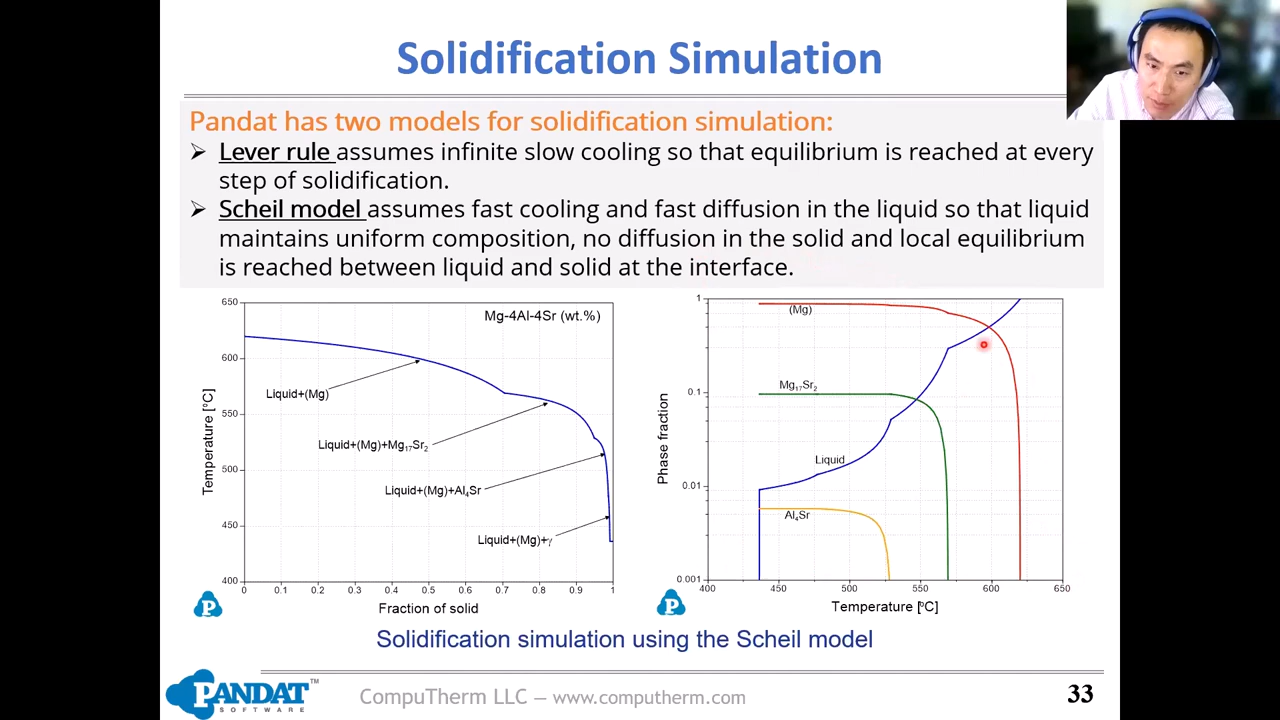 Solidification Simulation
Pandat has two models for solidification simulation:
➢ Lever rule assumes infinite slow cooling so that equilibrium is reached at every
step of solidification.
➢ Scheil model assumes fast cooling and fast diffusion in the liquid so that liquid
maintains uniform composition, no diffusion in the solid and local equilibrium
is reached between liquid and solid at the interface.
Mg-4Al-4Sr (wt.%)
650
600
550
500
450
400
Temperature [°C]
Liquid+(Mg)
Liquid+(Mg)+Mg₁₇Sr₂
Liquid+(Mg)+Al₄Sr
Liquid+(Mg)+γ
0 0.1 0.2 0.3 0.4 0.5 0.6 0.7 0.8 0.9 1
Fraction of solid
P
1
0.1
0.01
0.001
Phase fraction
(Mg)
Mg₁₇Sr₂
Liquid
Al₄Sr
400 450 500 550 600 650
Temperature [°C]
P
Solidification simulation using the Scheil model
PANDAT™
SOFTWARE
CompuTherm LLC – www.computherm.com
33